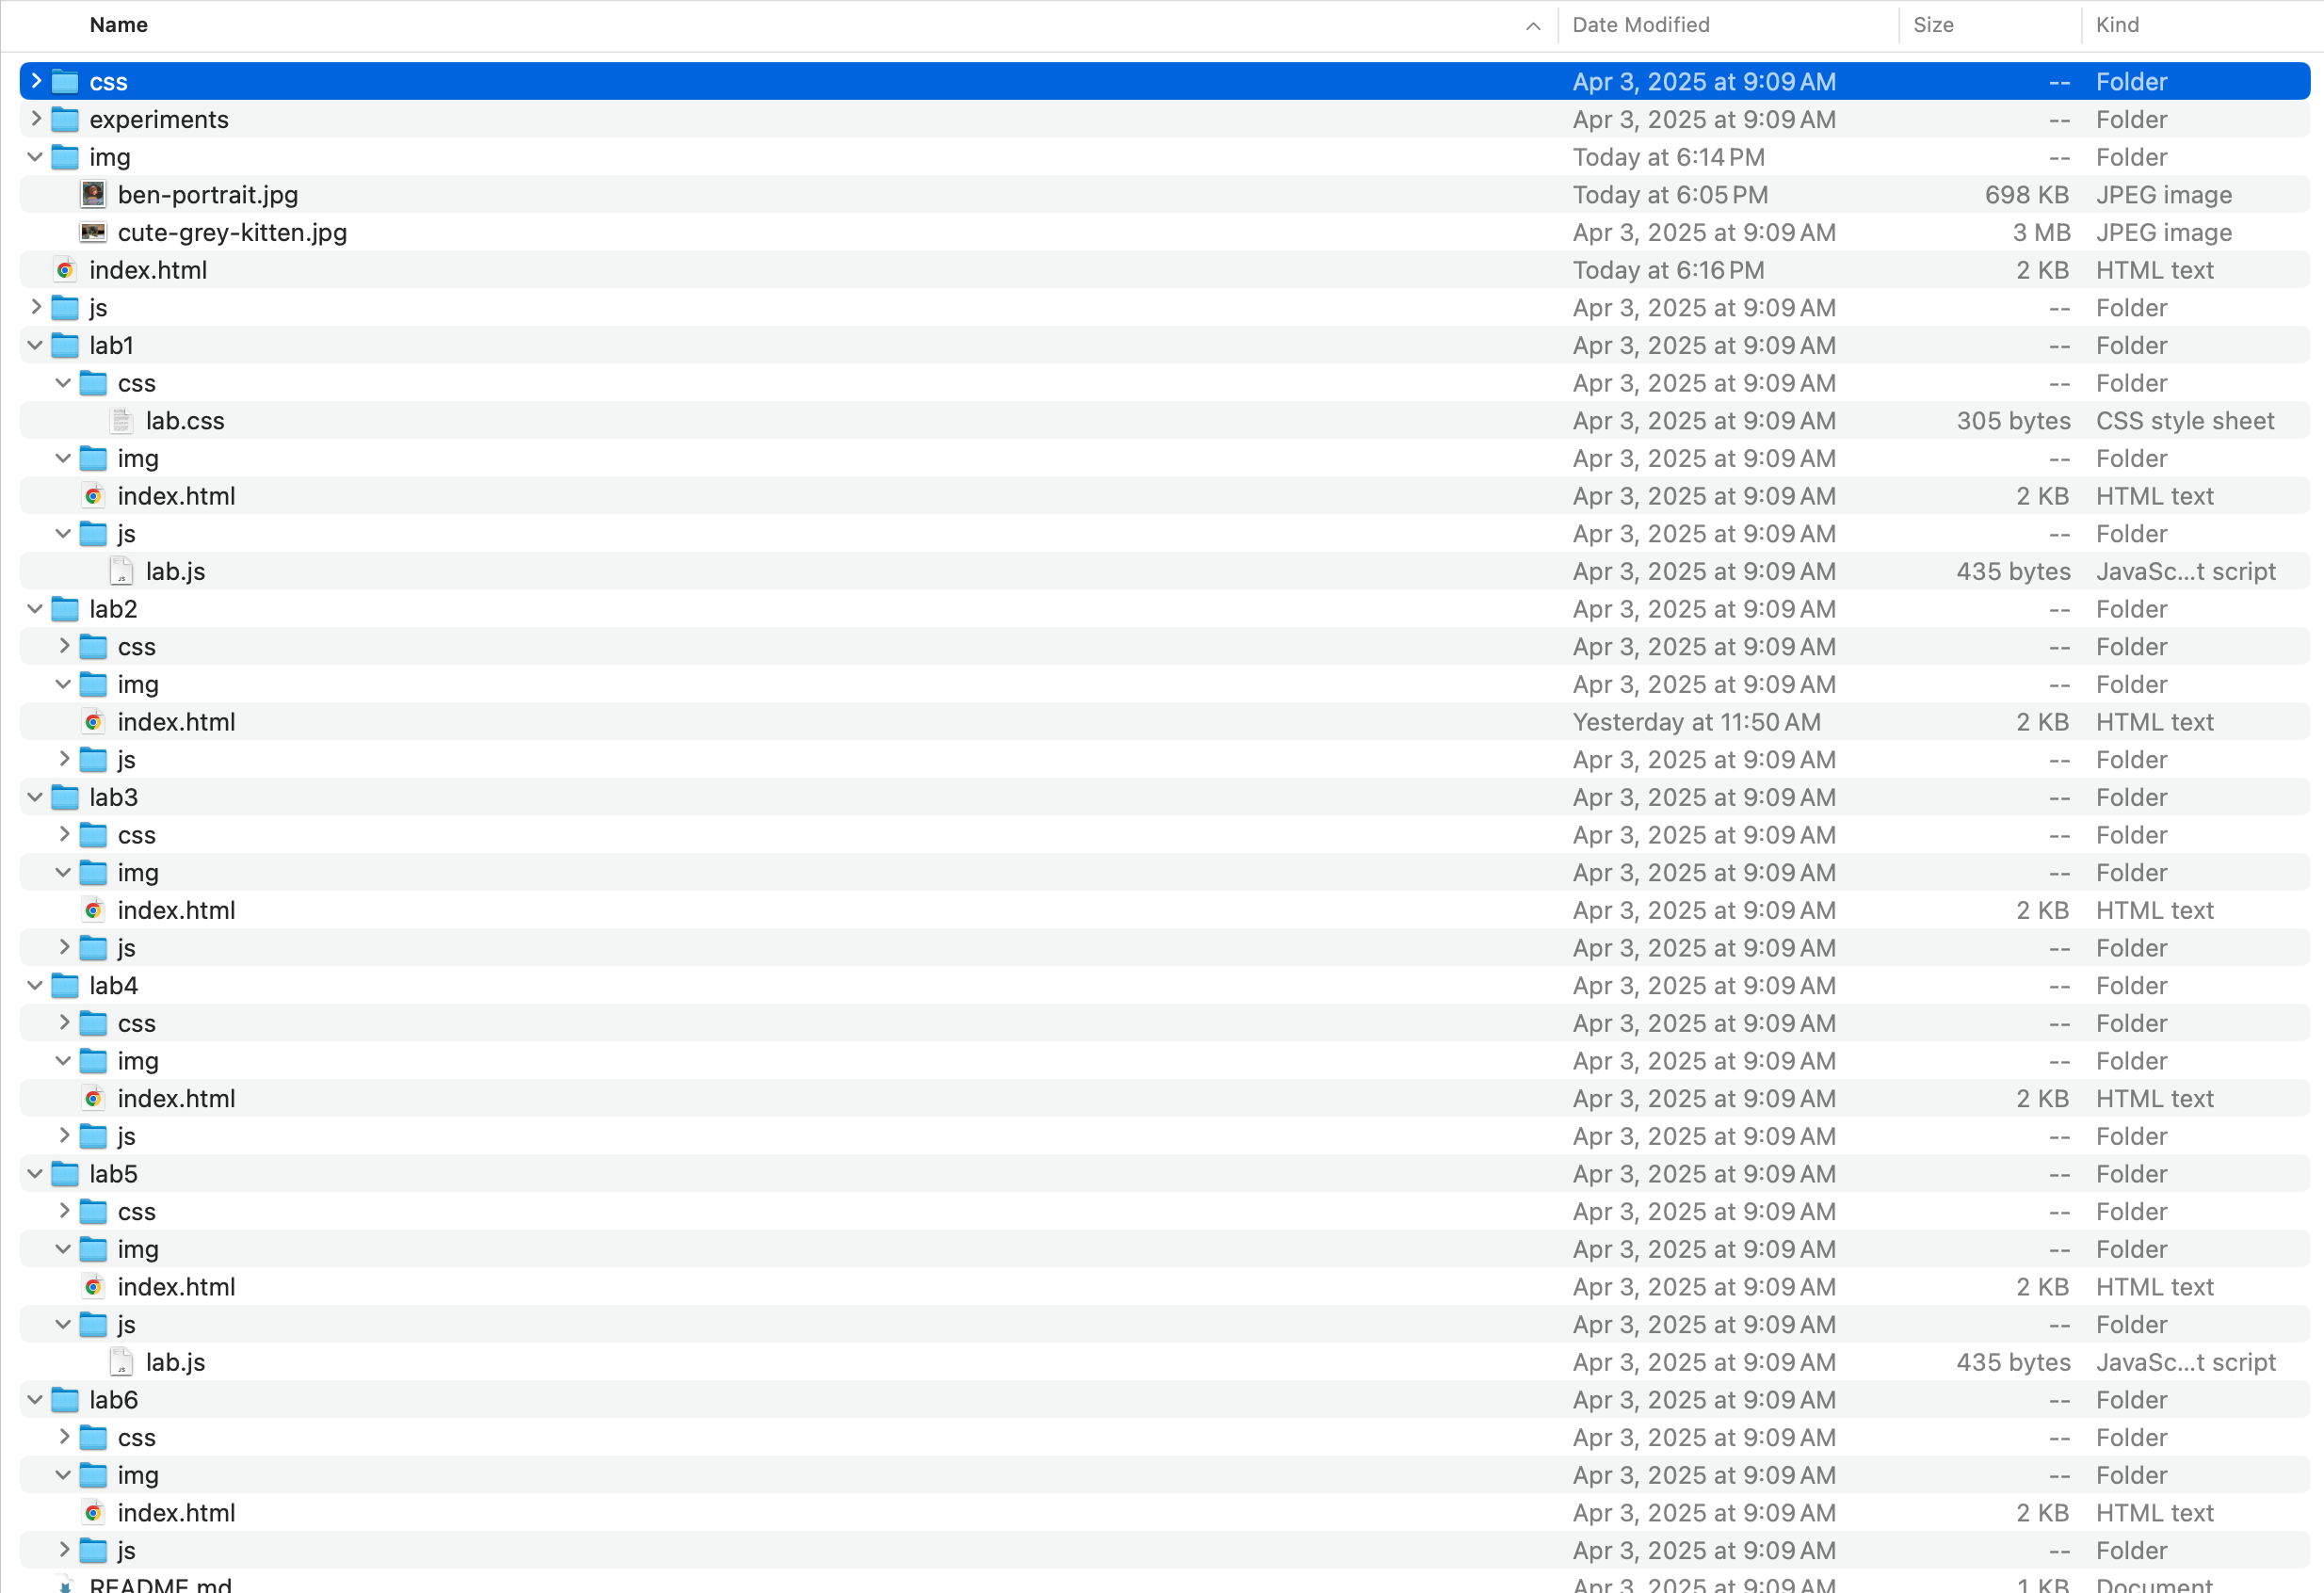 Name Date Modified Size Kind
css Apr 3, 2025 at 9:09 AM -- Folder
experiments Apr 3, 2025 at 9:09 AM -- Folder
img Today at 6:14 PM -- Folder
ben-portrait.jpg Today at 6:05 PM 698 KB JPEG image
cute-grey-kitten.jpg Apr 3, 2025 at 9:09 AM 3 MB JPEG image
index.html Today at 6:16 PM 2 KB HTML text
js Apr 3, 2025 at 9:09 AM -- Folder
lab1 Apr 3, 2025 at 9:09 AM -- Folder
css Apr 3, 2025 at 9:09 AM -- Folder
lab.css Apr 3, 2025 at 9:09 AM 305 bytes CSS style sheet
img Apr 3, 2025 at 9:09 AM -- Folder
index.html Apr 3, 2025 at 9:09 AM 2 KB HTML text
js Apr 3, 2025 at 9:09 AM -- Folder
lab.js Apr 3, 2025 at 9:09 AM 435 bytes JavaSc...t script
lab2 Apr 3, 2025 at 9:09 AM -- Folder
css Apr 3, 2025 at 9:09 AM -- Folder
img Apr 3, 2025 at 9:09 AM -- Folder
index.html Yesterday at 11:50 AM 2 KB HTML text
js Apr 3, 2025 at 9:09 AM -- Folder
lab3 Apr 3, 2025 at 9:09 AM -- Folder
css Apr 3, 2025 at 9:09 AM -- Folder
img Apr 3, 2025 at 9:09 AM -- Folder
index.html Apr 3, 2025 at 9:09 AM 2 KB HTML text
js Apr 3, 2025 at 9:09 AM -- Folder
lab4 Apr 3, 2025 at 9:09 AM -- Folder
css Apr 3, 2025 at 9:09 AM -- Folder
img Apr 3, 2025 at 9:09 AM -- Folder
index.html Apr 3, 2025 at 9:09 AM 2 KB HTML text
js Apr 3, 2025 at 9:09 AM -- Folder
lab5 Apr 3, 2025 at 9:09 AM -- Folder
css Apr 3, 2025 at 9:09 AM -- Folder
img Apr 3, 2025 at 9:09 AM -- Folder
index.html Apr 3, 2025 at 9:09 AM 2 KB HTML text
js Apr 3, 2025 at 9:09 AM -- Folder
lab.js Apr 3, 2025 at 9:09 AM 435 bytes JavaSc...t script
lab6 Apr 3, 2025 at 9:09 AM -- Folder
css Apr 3, 2025 at 9:09 AM -- Folder
img Apr 3, 2025 at 9:09 AM -- Folder
index.html Apr 3, 2025 at 9:09 AM 2 KB HTML text
js Apr 3, 2025 at 9:09 AM -- Folder
README.md Apr 3, 2025 at 9:09 AM 1 KB Document